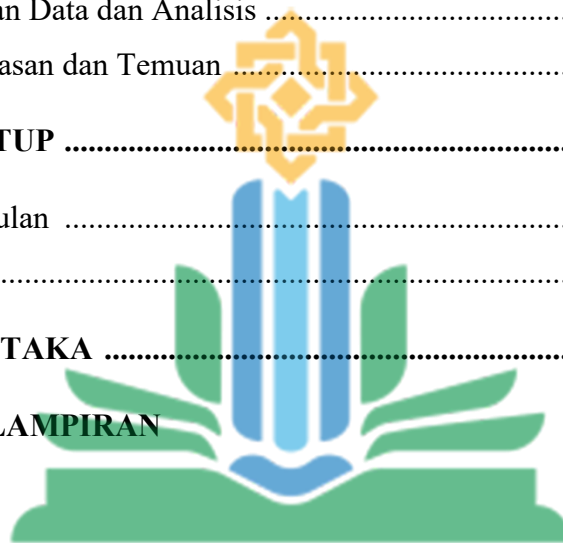 an Data dan Analisis ........................................
asan dan Temuan ............................................
TUP ..............................................................
ulan ..............................................................
......................................................................
TAKA .........................................................
LAMPIRAN